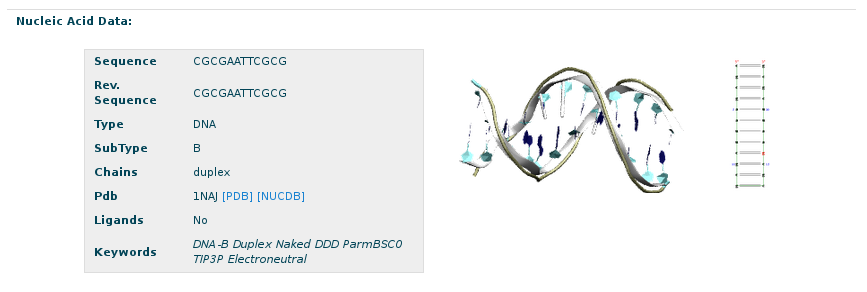 Nucleic Acid Data:
Sequence CGCGAATTCGCG
Rev. Sequence CGCGAATTCGCG
Type DNA
SubType B
Chains duplex
Pdb 1NAJ [PDB] [NUCDB]
Ligands No
Keywords DNA-B Duplex Naked DDD ParmBSC0
TIP3P Electroneutral